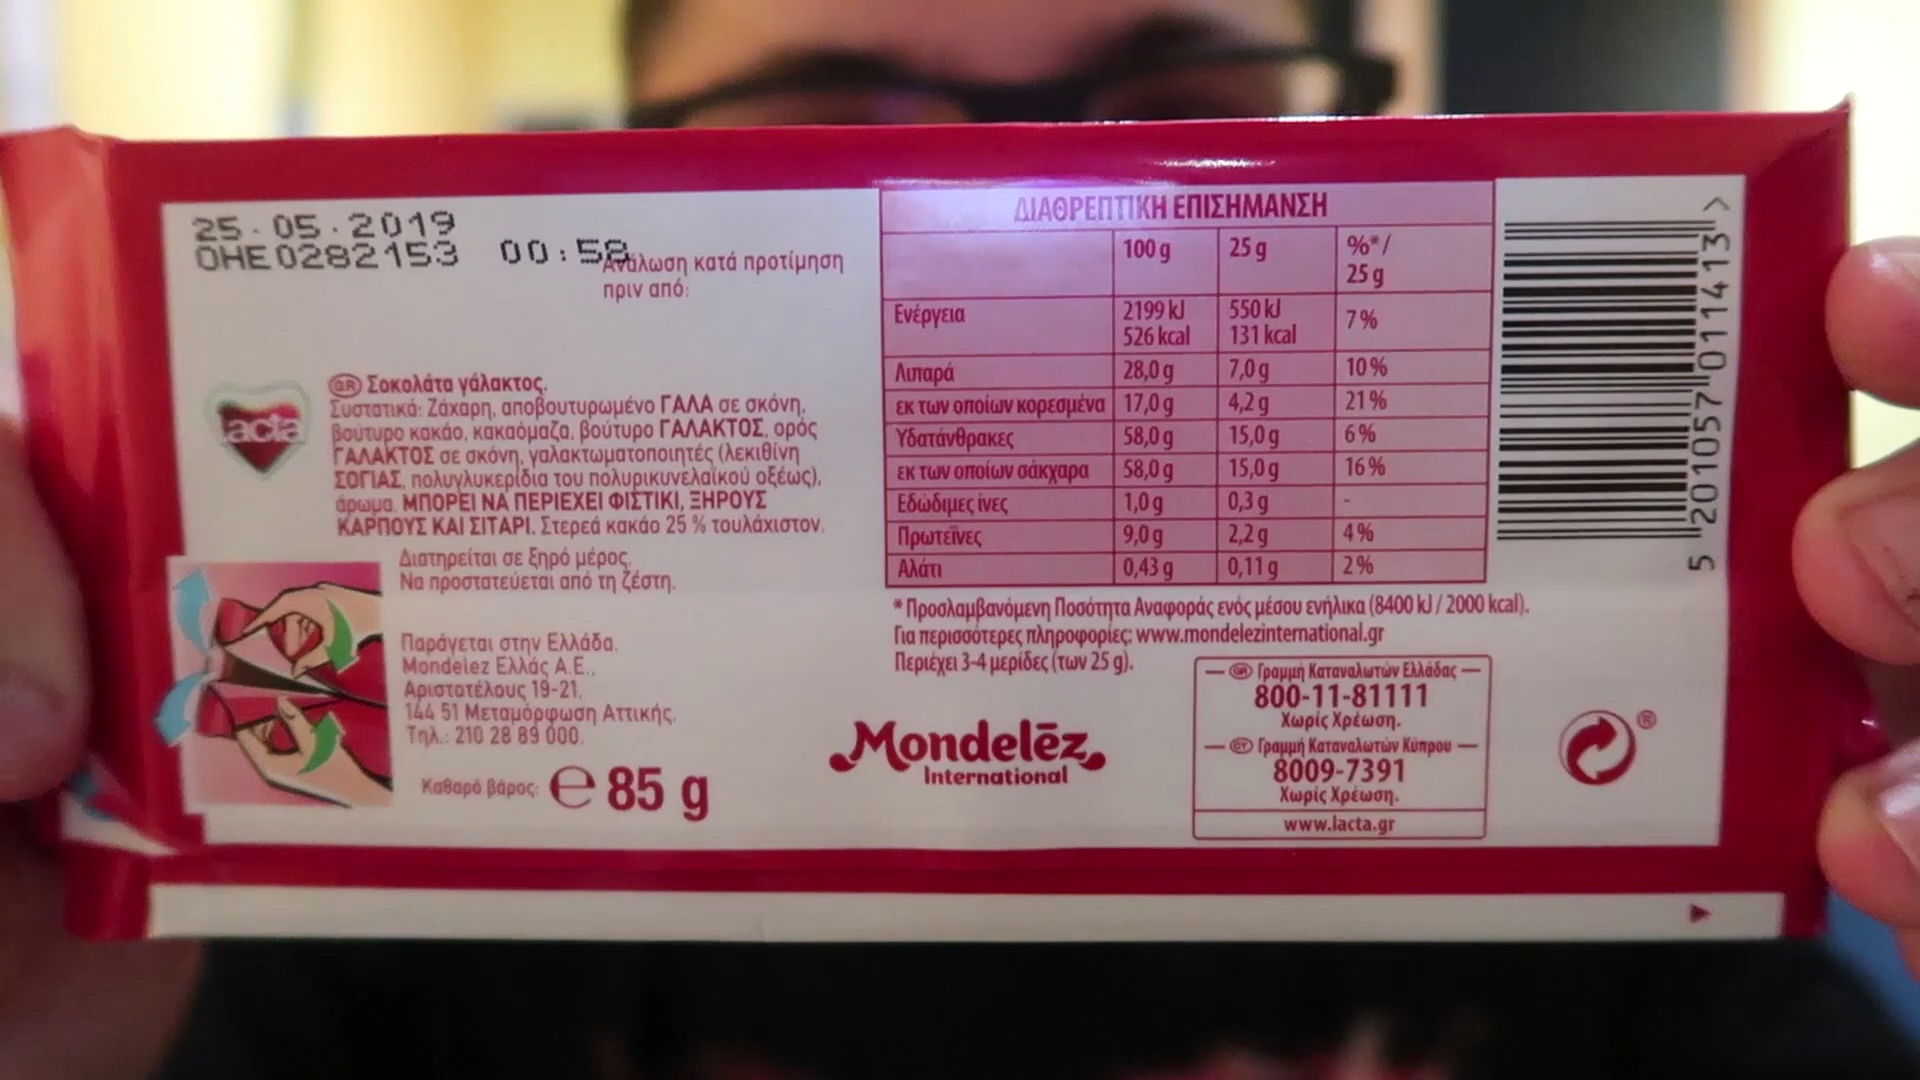 25.05.2019
OHE0282153 00:58
Ανάλωση κατά προτίμηση
πριν από:
lacta
GR Σοκολάτα γάλακτος.
Συστατικά: Ζάχαρη, αποβουτυρωμένο ΓΑΛΑ σε σκόνη,
βούτυρο κακάο, κακαόμαζα, βούτυρο ΓΑΛΑΚΤΟΣ, ορός
ΓΑΛΑΚΤΟΣ σε σκόνη, γαλακτωματοποιητές (λεκιθίνη
ΣΟΓΙΑΣ, πολυγλυκερίδια του πολυρικινελαϊκού οξέως),
άρωμα. ΜΠΟΡΕΙ ΝΑ ΠΕΡΙΕΧΕΙ ΦΙΣΤΙΚΙ, ΞΗΡΟΥΣ
ΚΑΡΠΟΥΣ ΚΑΙ ΣΙΤΑΡΙ. Στερεά κακάο 25 % τουλάχιστον.
Διατηρείται σε ξηρό μέρος.
Να προστατεύεται από τη ζέστη.
Παράγεται στην Ελλάδα.
Mondelez Ελλάς Α.Ε.,
Αριστοτέλους 19-21,
144 51 Μεταμόρφωση Αττικής.
Τηλ.: 210 28 89 000.
Καθαρό βάρος: e 85 g
ΔΙΑΘΡΕΠΤΙΚΗ ΕΠΙΣΗΜΑΝΣΗ
100 g 25 g %*/
25 g
Ενέργεια 2199 kJ 550 kJ 7%
526 kcal 131 kcal
Λιπαρά 28,0 g 7,0 g 10%
εκ των οποίων κορεσμένα 17,0 g 4,2 g 21%
Υδατάνθρακες 58,0 g 15,0 g 6%
εκ των οποίων σάκχαρα 58,0 g 15,0 g 16%
Εδώδιμες ίνες 1,0 g 0,3 g -
Πρωτεΐνες 9,0 g 2,2 g 4%
Αλάτι 0,43 g 0,11 g 2%
* Προσλαμβανόμενη Ποσότητα Αναφοράς ενός μέσου ενήλικα (8400 kJ / 2000 kcal).
Για περισσότερες πληροφορίες: www.mondelezinternational.gr
Περιέχει 3-4 μερίδες (των 25 g).
Mondelēz
International
GR Γραμμή Καταναλωτών Ελλάδας
800-11-81111
Χωρίς Χρέωση.
CY Γραμμή Καταναλωτών Κύπρου
8009-7391
Χωρίς Χρέωση.
www.lacta.gr
®
5 201057 011413 >